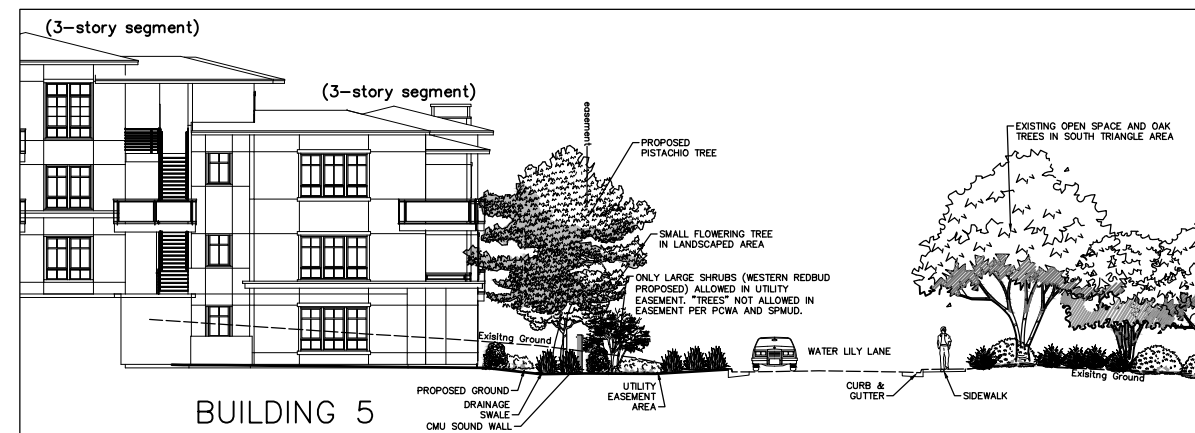 (3-story segment)
(3-story segment)
easement
PROPOSED
PISTACHIO TREE
EXISTING OPEN SPACE AND OAK
TREES IN SOUTH TRIANGLE AREA
SMALL FLOWERING TREE
IN LANDSCAPED AREA
ONLY LARGE SHRUBS (WESTERN REDBUD
PROPOSED) ALLOWED IN UTILITY
EASEMENT. "TREES" NOT ALLOWED IN
EASEMENT PER PCWA AND SPMUD.
Exisitng Ground
WATER LILY LANE
Exisitng Ground
PROPOSED GROUND
DRAINAGE
SWALE
CMU SOUND WALL
UTILITY
EASEMENT
AREA
CURB &
GUTTER
SIDEWALK
BUILDING 5